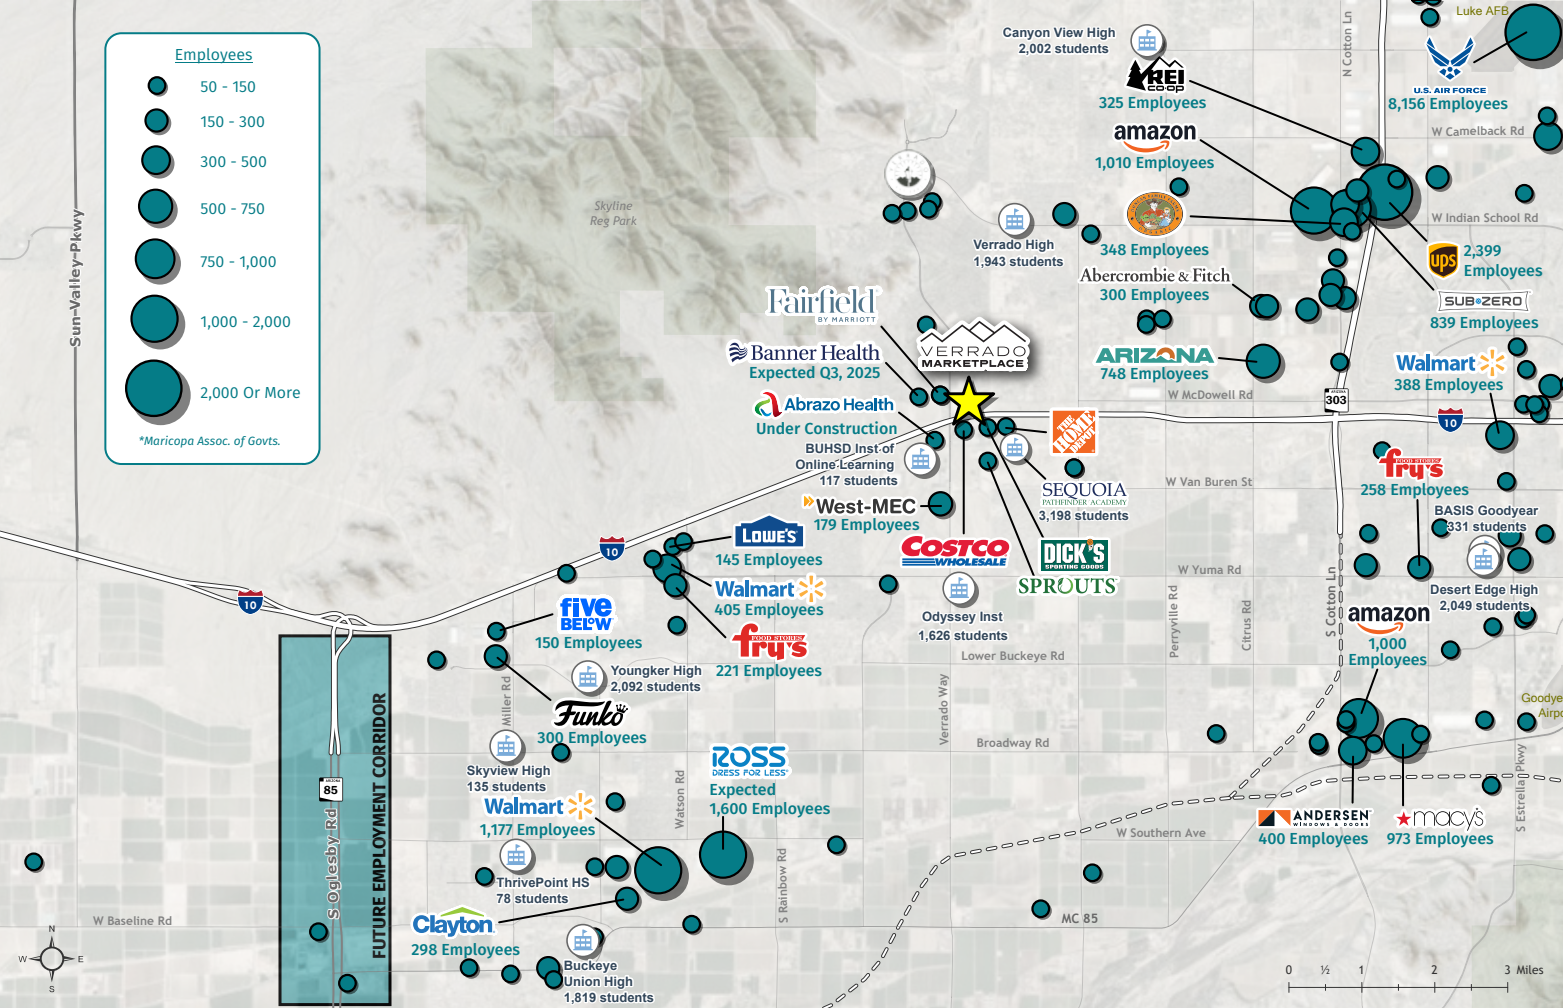 Employees
50 - 150
150 - 300
300 - 500
500 - 750
750 - 1,000
1,000 - 2,000
2,000 Or More
*Maricopa Assoc. of Govts.
Sun Valley Pkwy
Skyline
Reg Park
Canyon View High
2,002 students
REI
co-op
325 Employees
amazon
1,010 Employees
348 Employees
Abercrombie & Fitch
300 Employees
ARIZONA
748 Employees
N Cotton Ln
Luke AFB
U.S. AIR FORCE
8,156 Employees
W Camelback Rd
W Indian School Rd
UPS
2,399
Employees
SUB-ZERO
839 Employees
Walmart
388 Employees
W McDowell Rd
ARIZONA
303
10
Verrado High
1,943 students
Fairfield
BY MARRIOTT
Banner Health
Expected Q3, 2025
Abrazo Health
Under Construction
BUHSD Inst of
Online Learning
117 students
West-MEC
179 Employees
VERRADO
MARKETPLACE
THE
HOME
DEPOT
SEQUOIA
PATHFINDER ACADEMY
3,198 students
COSTCO
WHOLESALE
DICK'S
SPORTING GOODS
SPROUTS
Odyssey Inst
1,626 students
W Van Buren St
W Yuma Rd
Lower Buckeye Rd
Broadway Rd
W Southern Ave
MC 85
Verrado Way
Perryville Rd
Citrus Rd
S Cotton Ln
FOOD STORES
fry's
258 Employees
BASIS Goodyear
331 students
Desert Edge High
2,049 students
amazon
1,000
Employees
Goodye
Airpo
S Estrella Pkwy
ANDERSEN
WINDOWS & DOORS
400 Employees
macy's
973 Employees
10
10
LOWE'S
145 Employees
Walmart
405 Employees
FOOD STORES
fry's
221 Employees
five
BELOW
150 Employees
Youngker High
2,092 students
Miller Rd
Funko
300 Employees
Skyview High
135 students
Walmart
1,177 Employees
ROSS
DRESS FOR LESS
Expected
1,600 Employees
Watson Rd
S Rainbow Rd
ThrivePoint HS
78 students
Clayton
298 Employees
Buckeye
Union High
1,819 students
ARIZONA
85
S Oglesby Rd
FUTURE EMPLOYMENT CORRIDOR
W Baseline Rd
N
W
E
S
0 ½ 1 2 3 Miles